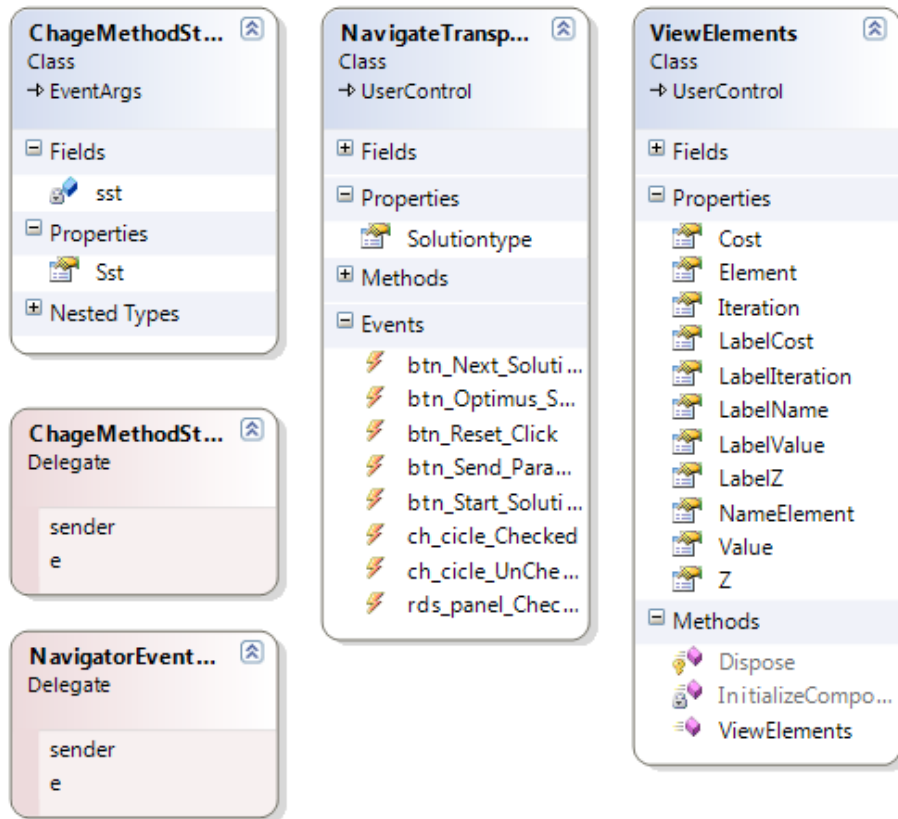 ChageMethodSt...
Class
EventArgs
Fields
sst
Properties
Sst
Nested Types
ChageMethodSt...
Delegate
sender
e
NavigatorEvent...
Delegate
sender
e
NavigateTransp...
Class
UserControl
Fields
Properties
Solutiontype
Methods
Events
btn_Next_Soluti...
btn_Optimus_S...
btn_Reset_Click
btn_Send_Para...
btn_Start_Soluti...
ch_cicle_Checked
ch_cicle_UnChe...
rds_panel_Chec...
ViewElements
Class
UserControl
Fields
Properties
Cost
Element
Iteration
LabelCost
LabelIteration
LabelName
LabelValue
LabelZ
NameElement
Value
Z
Methods
Dispose
InitializeCompo...
ViewElements